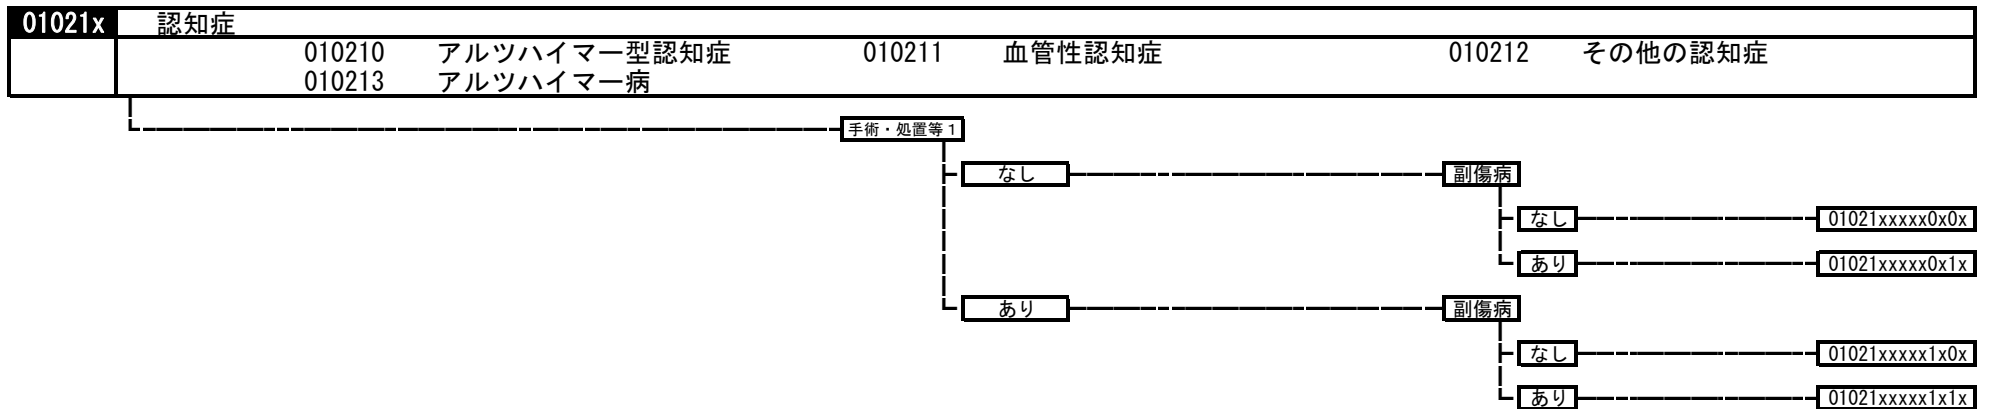 01021x 認知症
010210 アルツハイマー型認知症 010211 血管性認知症 010212 その他の認知症
010213 アルツハイマー病
手術・処置等1
なし 副傷病
なし 01021xxxxx0x0x
あり 01021xxxxx0x1x
あり 副傷病
なし 01021xxxxx1x0x
あり 01021xxxxx1x1x